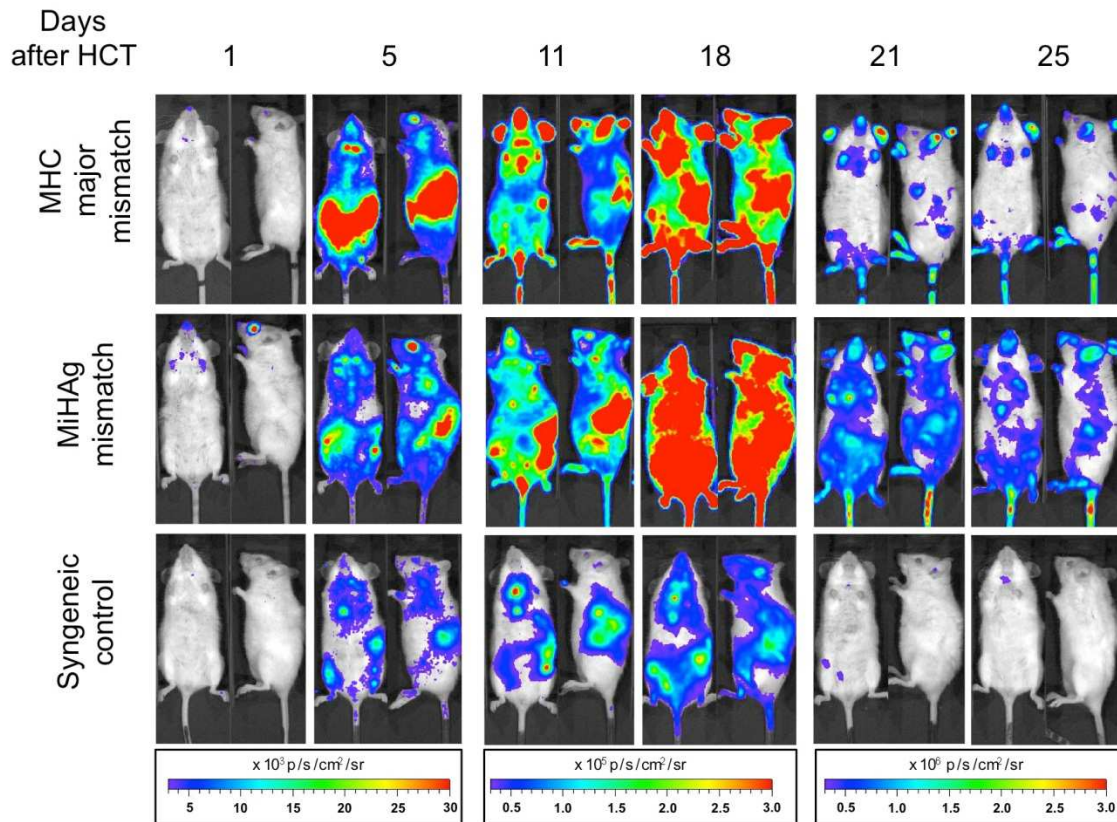 Days
after HCT
1 5 11 18 21 25
MHC
major
mismatch
MiHAg
mismatch
Syngeneic
control
x 10³ p/s/cm²/sr
5 10 15 20 25 30
x 10⁵ p/s/cm²/sr
0.5 1.0 1.5 2.0 2.5 3.0
x 10⁶ p/s/cm²/sr
0.5 1.0 1.5 2.0 2.5 3.0